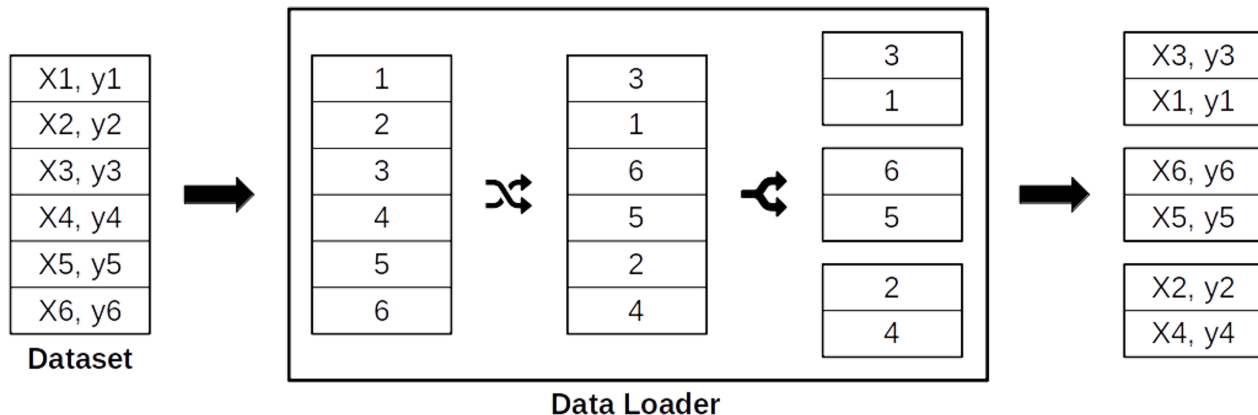 X1, y1
X2, y2
X3, y3
X4, y4
X5, y5
X6, y6
Dataset
1
2
3
4
5
6
3
1
6
5
2
4
3
1
6
5
2
4
Data Loader
X3, y3
X1, y1
X6, y6
X5, y5
X2, y2
X4, y4